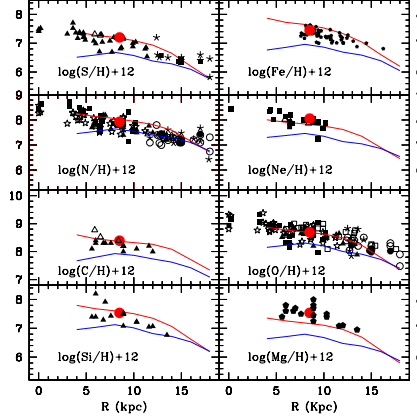 8
7
6
log(S/H)+12
log(Fe/H)+12
9
8
7
6
log(N/H)+12
log(Ne/H)+12
10
9
8
7
log(C/H)+12
log(O/H)+12
8
7
6
log(Si/H)+12
log(Mg/H)+12
0 5 10 15 0 5 10 15
R (kpc) R (Kpc)